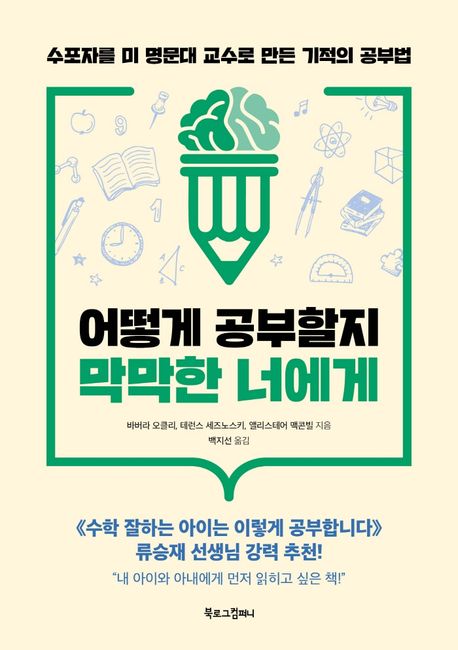 수포자를 미 명문대 교수로 만든 기적의 공부법
9
1
A
B
C
어떻게 공부할지
막막한 너에게
바버라 오클리, 테런스 세즈노스키, 앨리스테어 맥콘빌 지음
백지선 옮김
《수학 잘하는 아이는 이렇게 공부합니다》
류승재 선생님 강력 추천!
“내 아이와 아내에게 먼저 읽히고 싶은 책!”
북로그컴퍼니